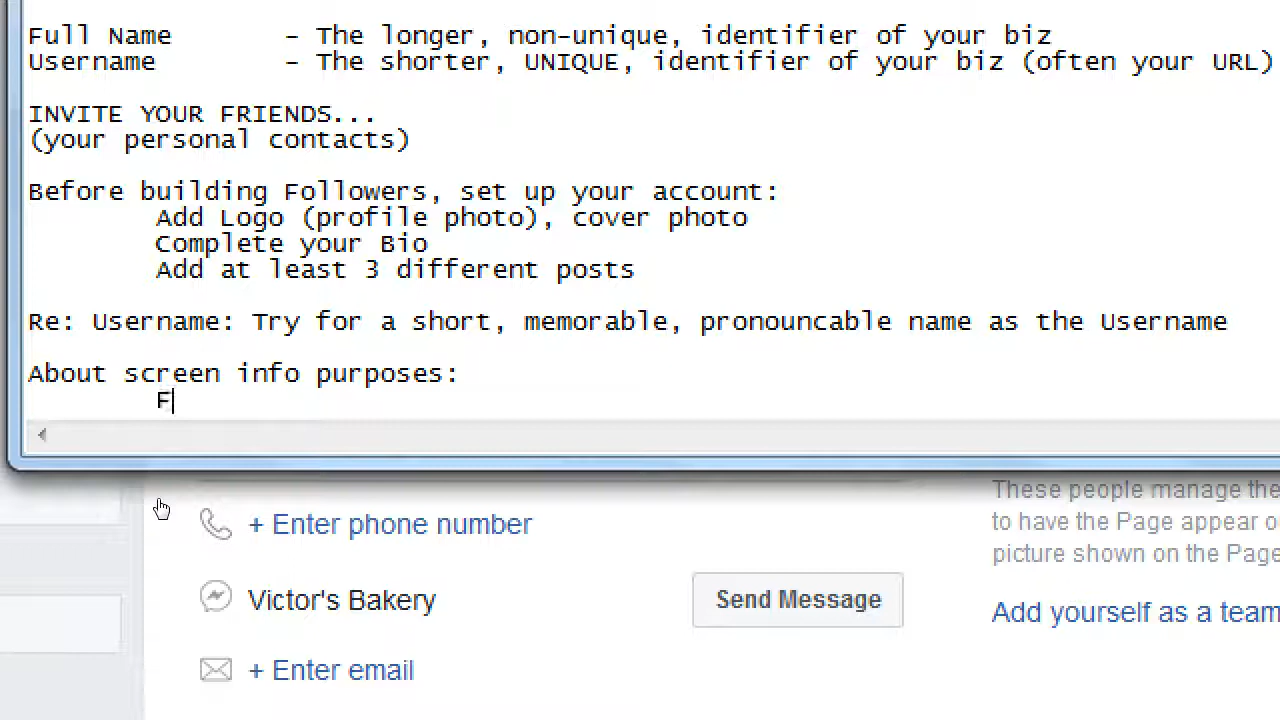 Full Name - The longer, non-unique, identifier of your biz
Username - The shorter, UNIQUE, identifier of your biz (often your URL)
INVITE YOUR FRIENDS...
(your personal contacts)
Before building Followers, set up your account:
Add Logo (profile photo), cover photo
Complete your Bio
Add at least 3 different posts
Re: Username: Try for a short, memorable, pronouncable name as the Username
About screen info purposes:
F
These people manage the
to have the Page appear o
picture shown on the Page
+ Enter phone number
Victor's Bakery
Send Message
Add yourself as a team
+ Enter email